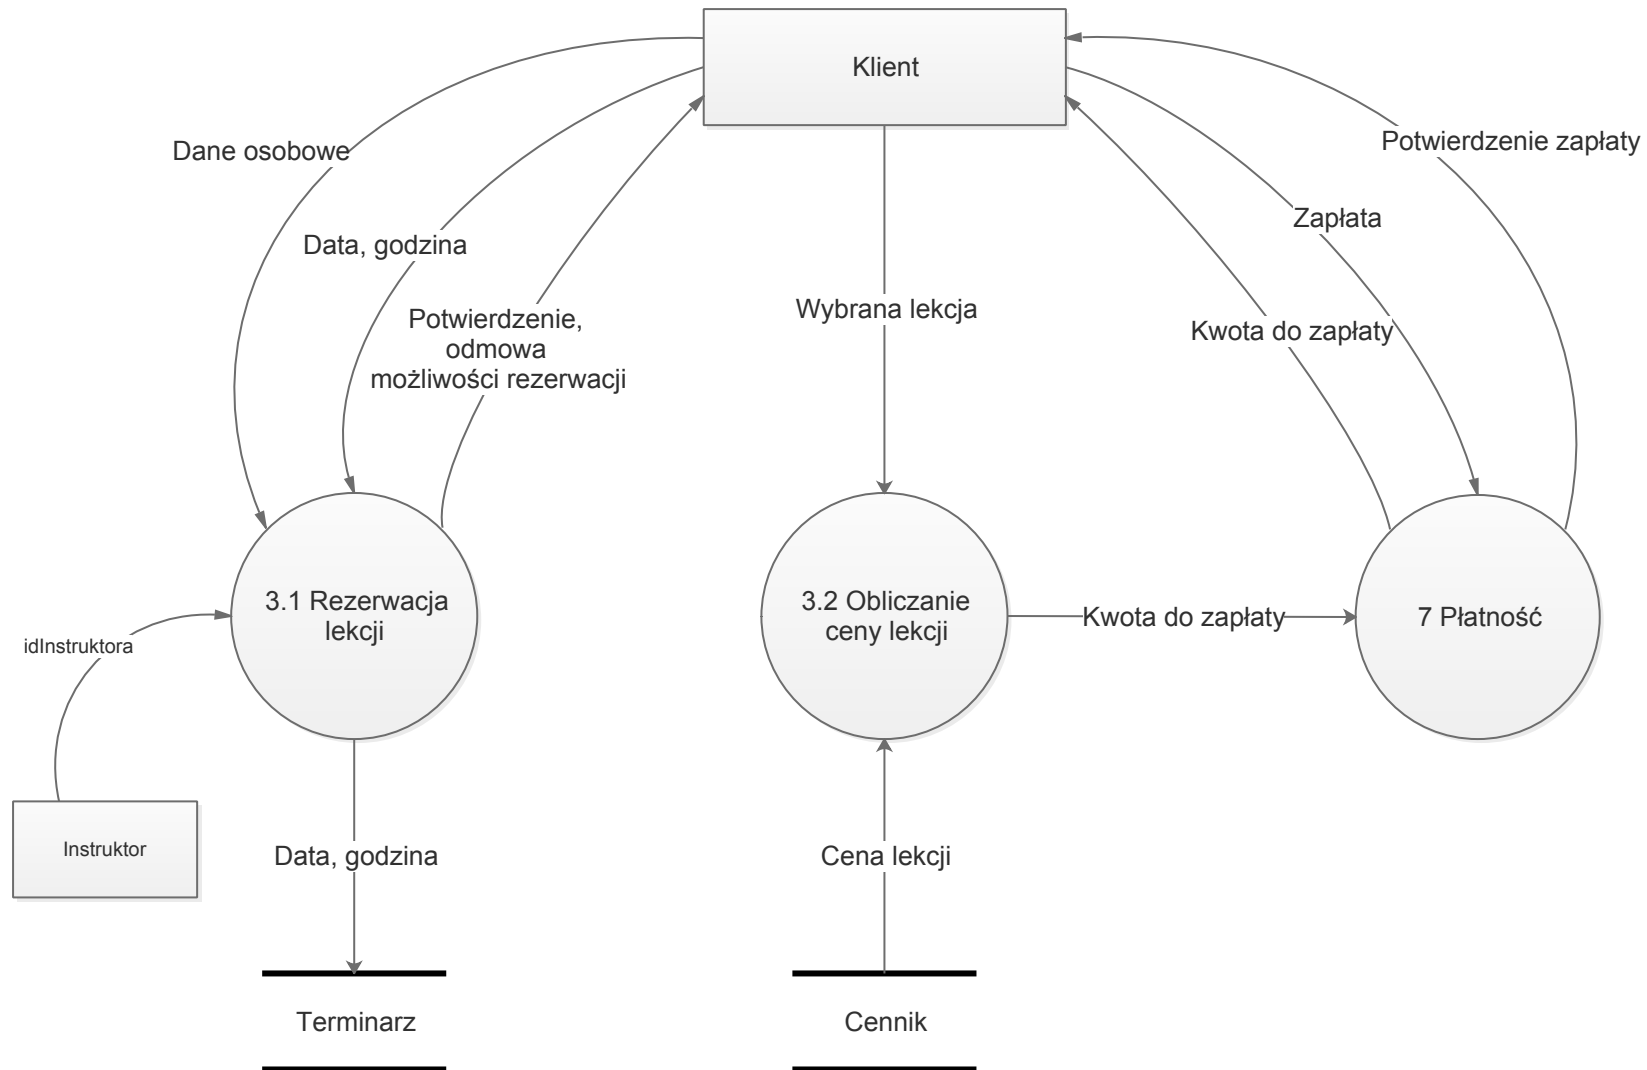 Klient
Dane osobowe
Potwierdzenie zapłaty
Zapłata
Data, godzina
Wybrana lekcja
Potwierdzenie,
odmowa
możliwości rezerwacji
Kwota do zapłaty
3.1 Rezerwacja
lekcji
3.2 Obliczanie
ceny lekcji
Kwota do zapłaty
7 Płatność
idInstruktora
Instruktor
Data, godzina
Cena lekcji
Terminarz
Cennik